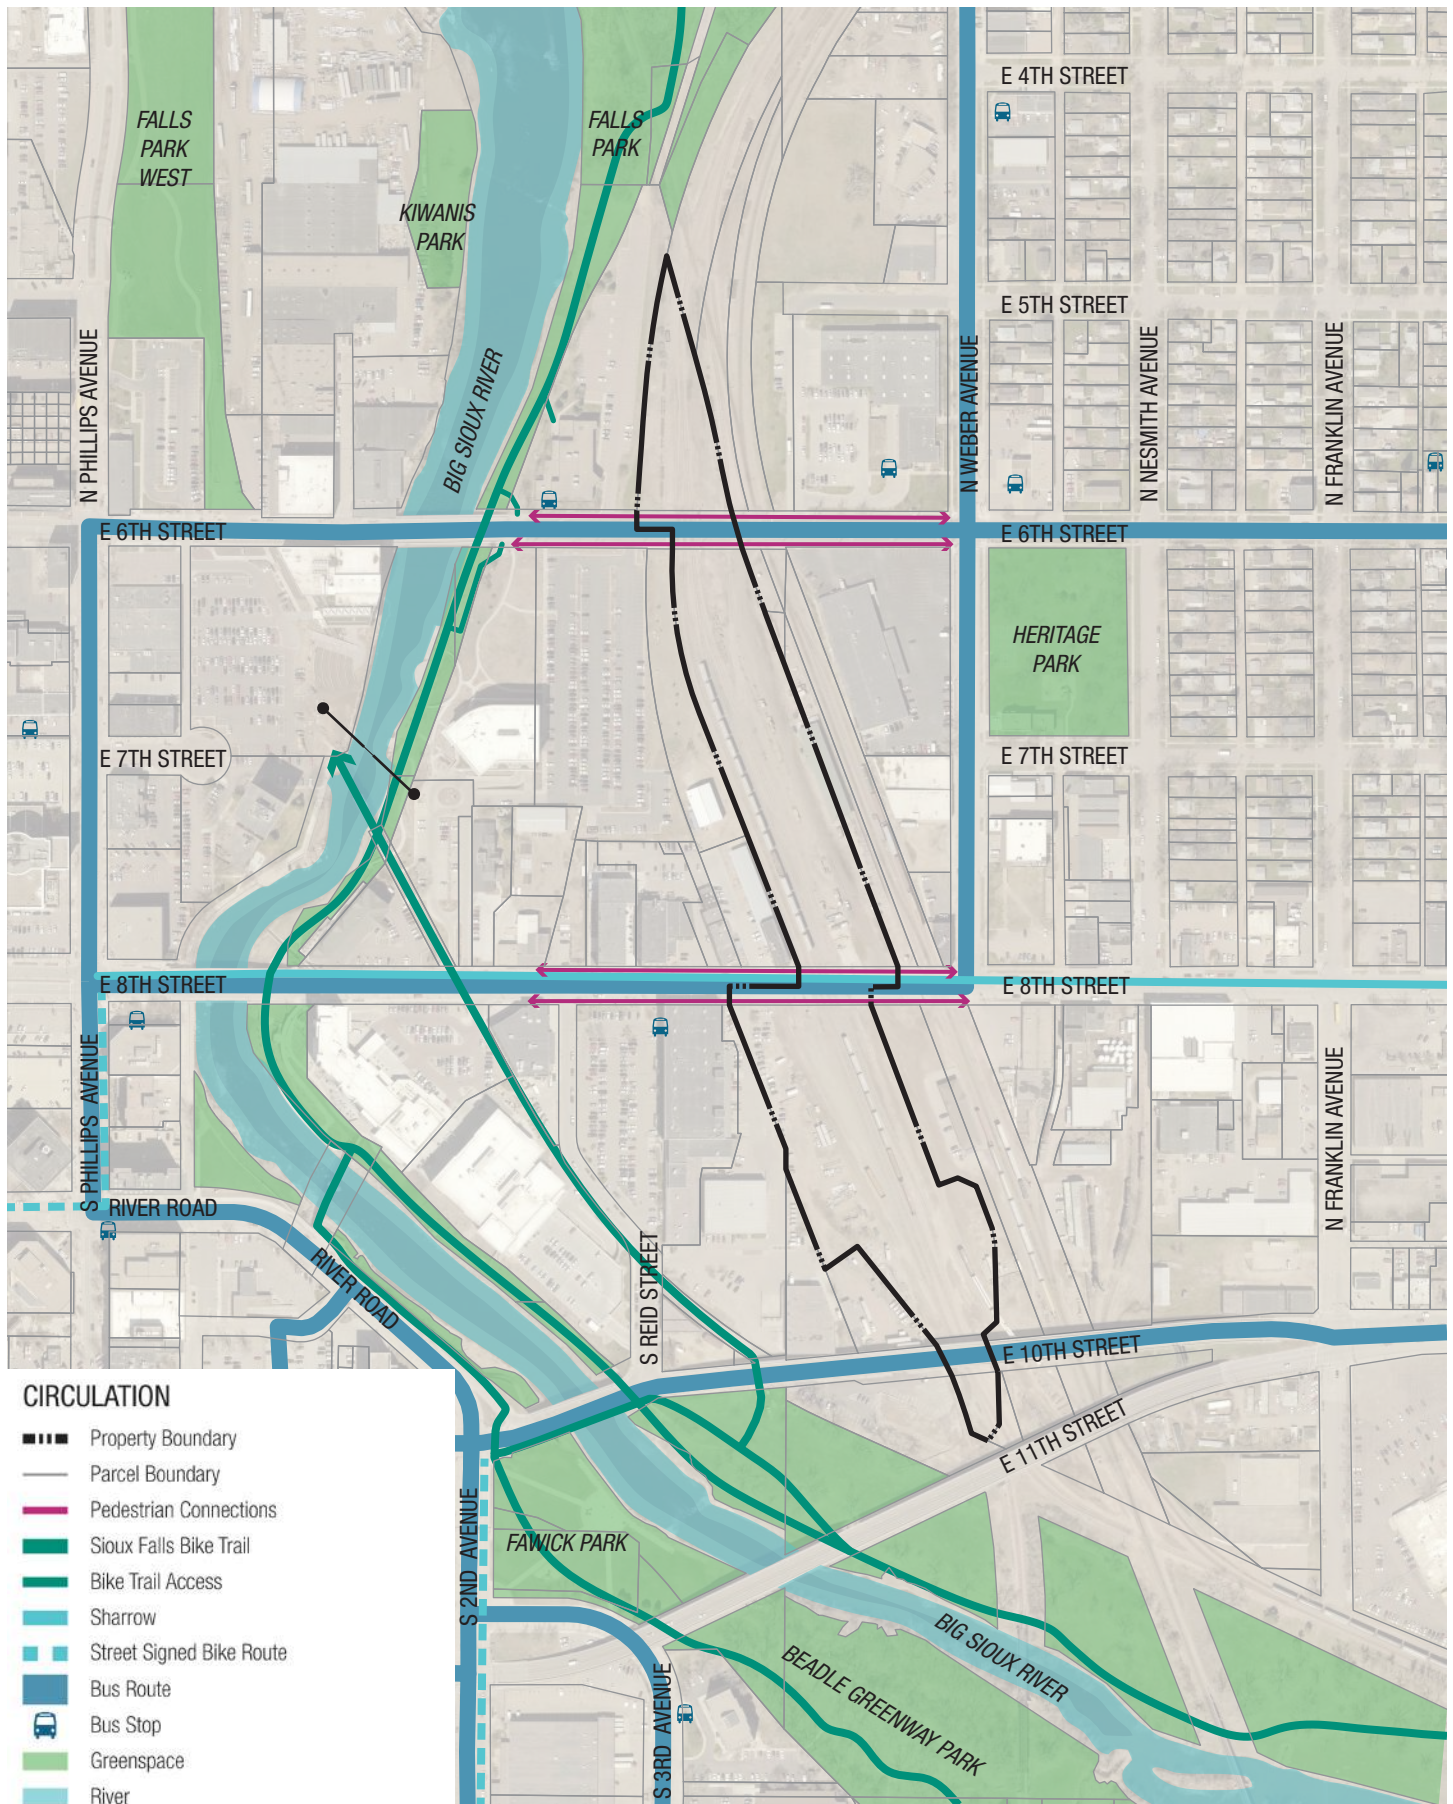 E 4TH STREET
FALLS
PARK
WEST
FALLS
PARK
KIWANIS
PARK
E 5TH STREET
N PHILLIPS AVENUE
BIG SIOUX RIVER
N WEBER AVENUE
N NESMITH AVENUE
N FRANKLIN AVENUE
E 6TH STREET
E 6TH STREET
HERITAGE
PARK
E 7TH STREET
E 7TH STREET
E 8TH STREET
E 8TH STREET
S PHILLIPS AVENUE
N FRANKLIN AVENUE
RIVER ROAD
RIVER ROAD
S REID STREET
E 10TH STREET
E 11TH STREET
CIRCULATION
Property Boundary
Parcel Boundary
Pedestrian Connections
Sioux Falls Bike Trail
Bike Trail Access
Sharrow
Street Signed Bike Route
Bus Route
Bus Stop
Greenspace
River
S 2ND AVENUE
FAWICK PARK
S 3RD AVENUE
BEADLE GREENWAY PARK
BIG SIOUX RIVER